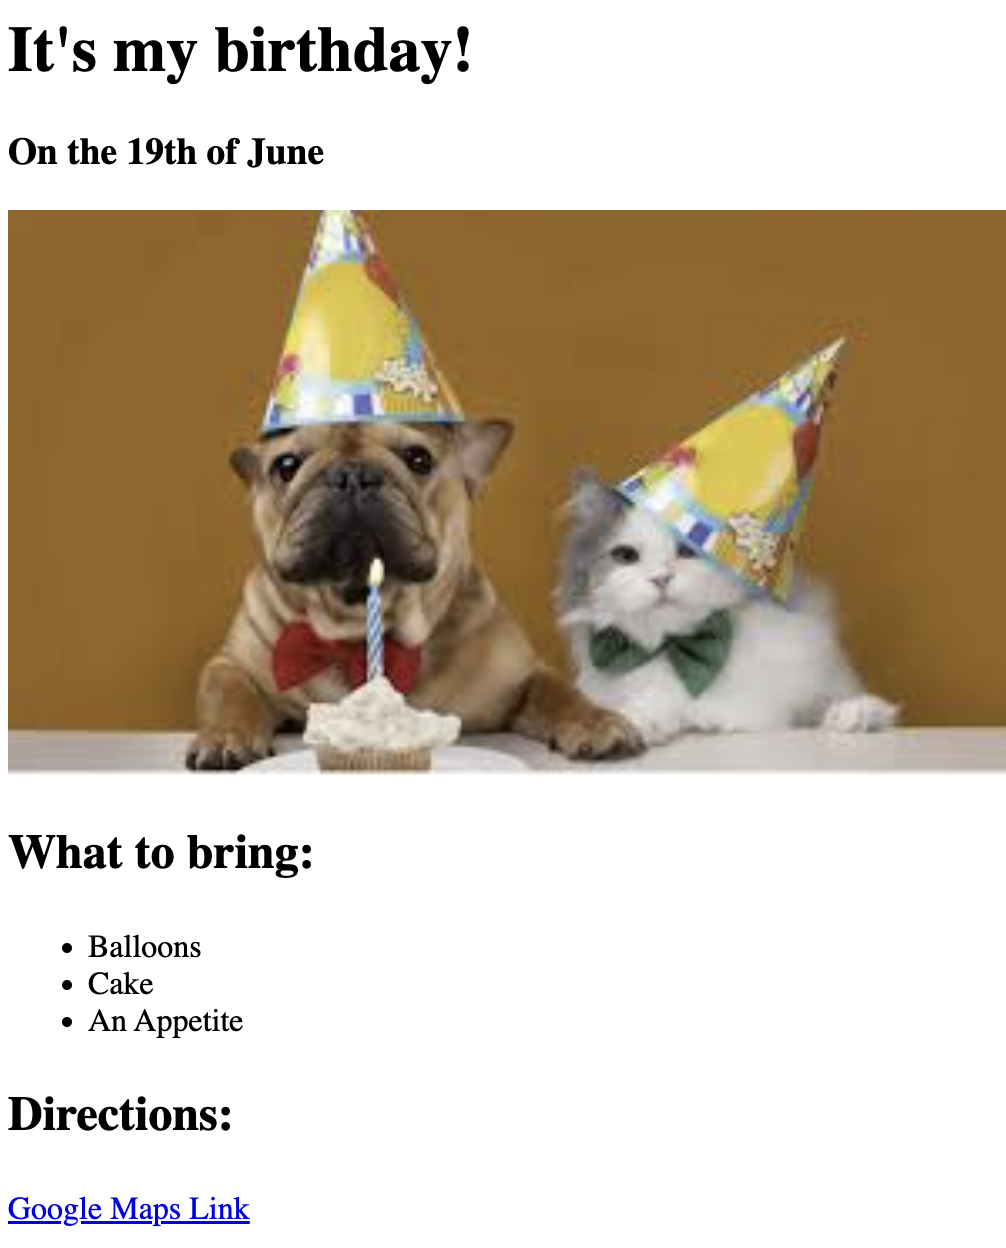 It's my birthday!
On the 19th of June
What to bring:
Balloons
Cake
An Appetite
Directions:
Google Maps Link